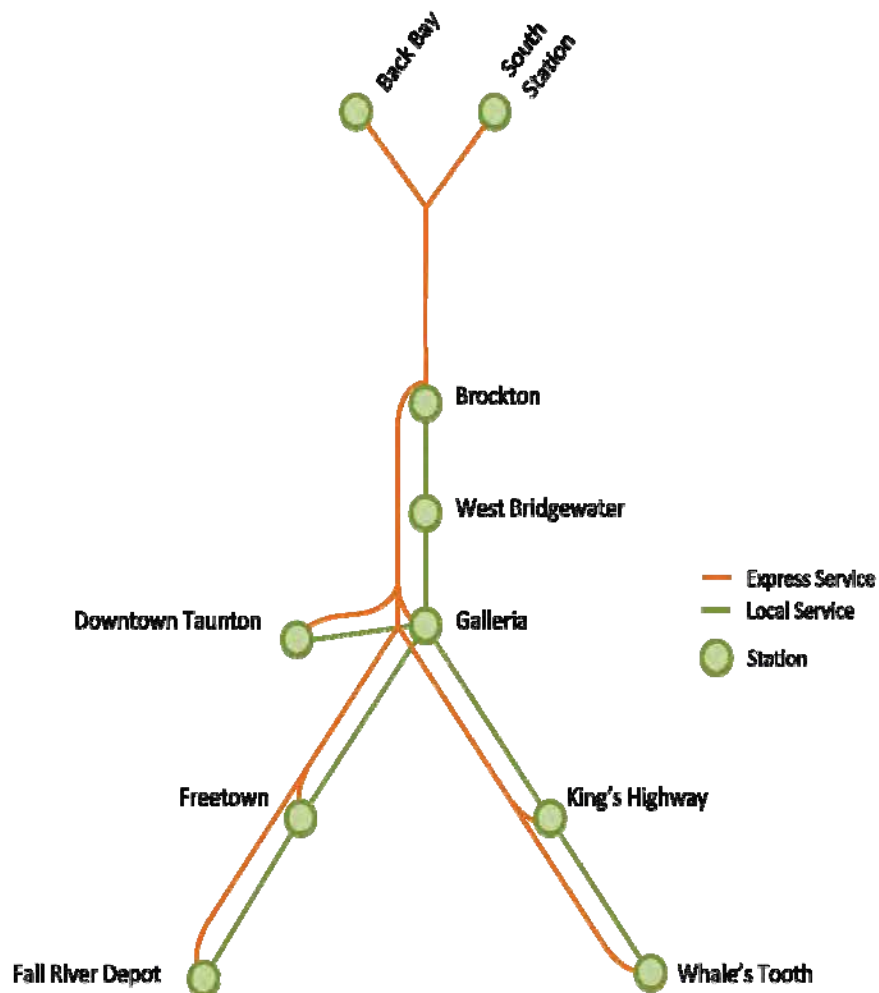 Back Bay
South
Station
Brockton
West Bridgewater
Express Service
Local Service
Downtown Taunton
Galleria
Station
Freetown
King's Highway
Fall River Depot
Whale's Tooth